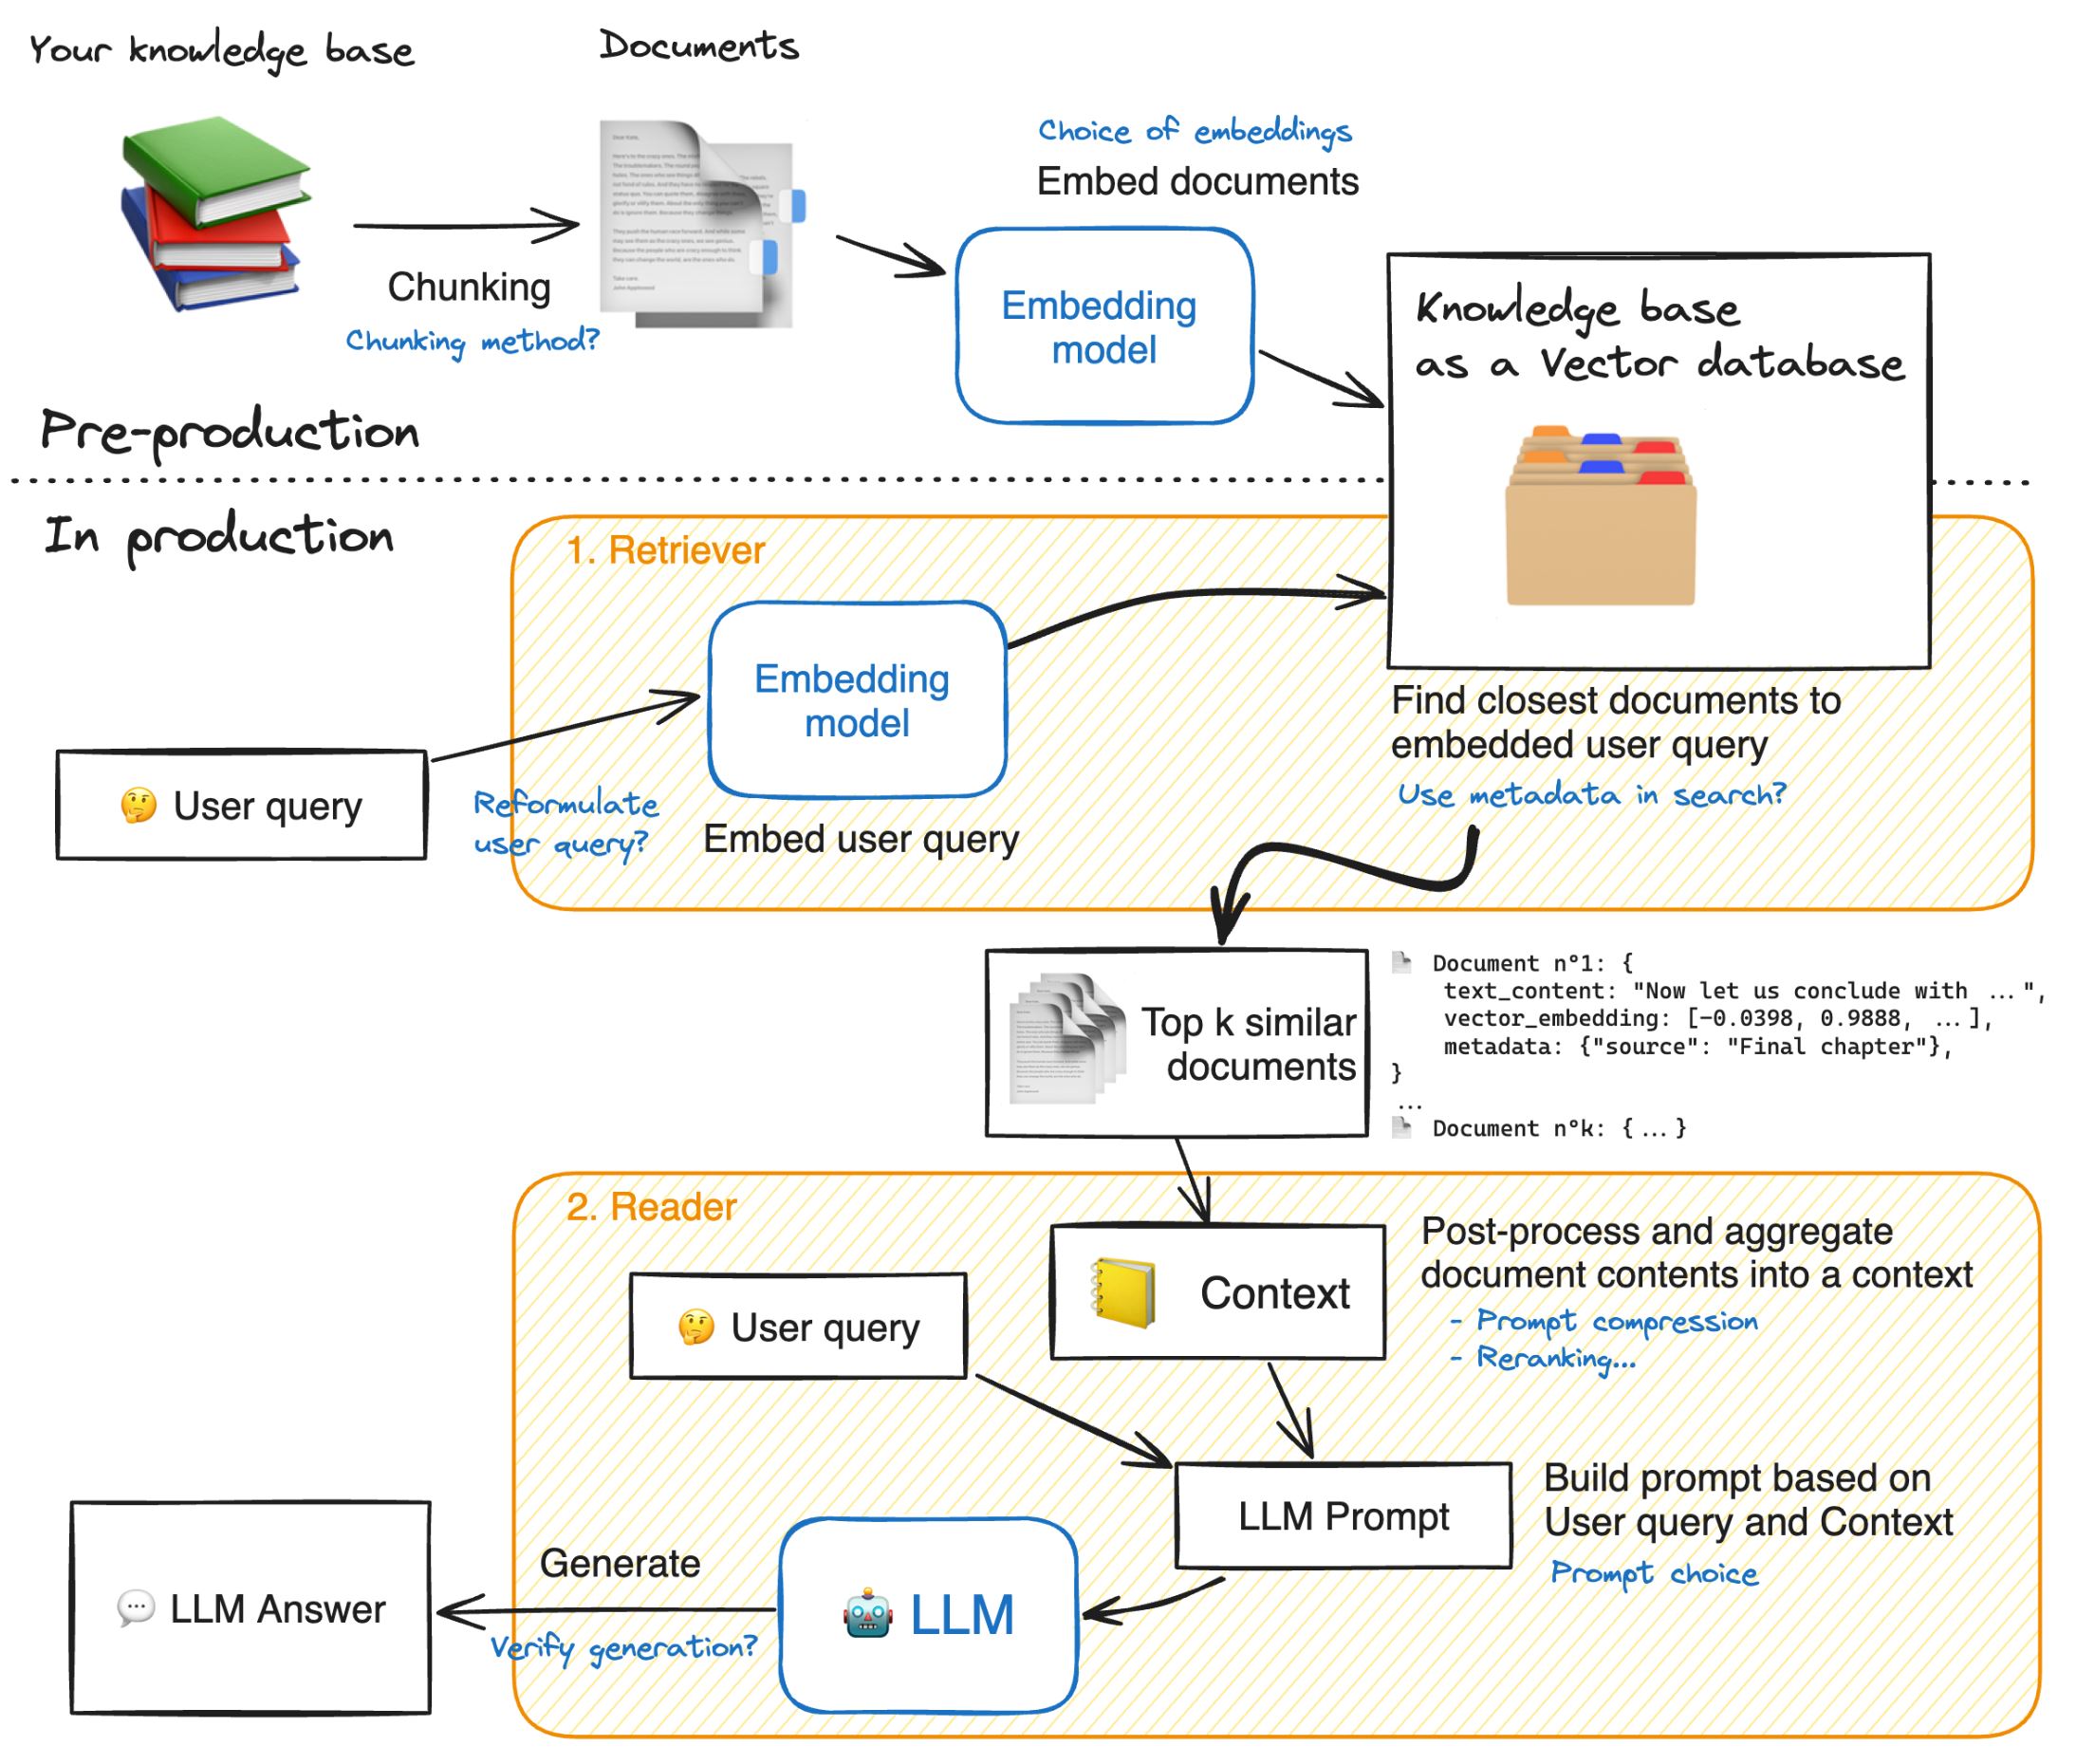 Your knowledge base
Documents
Choice of embeddings
Embed documents
Chunking
Chunking method?
Embedding
model
Knowledge base
as a Vector database
Pre-production
In production
1. Retriever
Embedding
model
🤔 User query
Reformulate
user query?
Embed user query
Find closest documents to
embedded user query
Use metadata in search?
Top k similar
documents
Document n°1: {
text_content: "Now let us conclude with ...",
vector_embedding: [-0.0398, 0.9888, ...],
metadata: {"source": "Final chapter"},
}
...
Document n°k: {...}
2. Reader
🤔 User query
Context
Post-process and aggregate
document contents into a context
- Prompt compression
- Reranking...
LLM Prompt
Build prompt based on
User query and Context
Prompt choice
🤖 LLM
Generate
Verify generation?
💬 LLM Answer